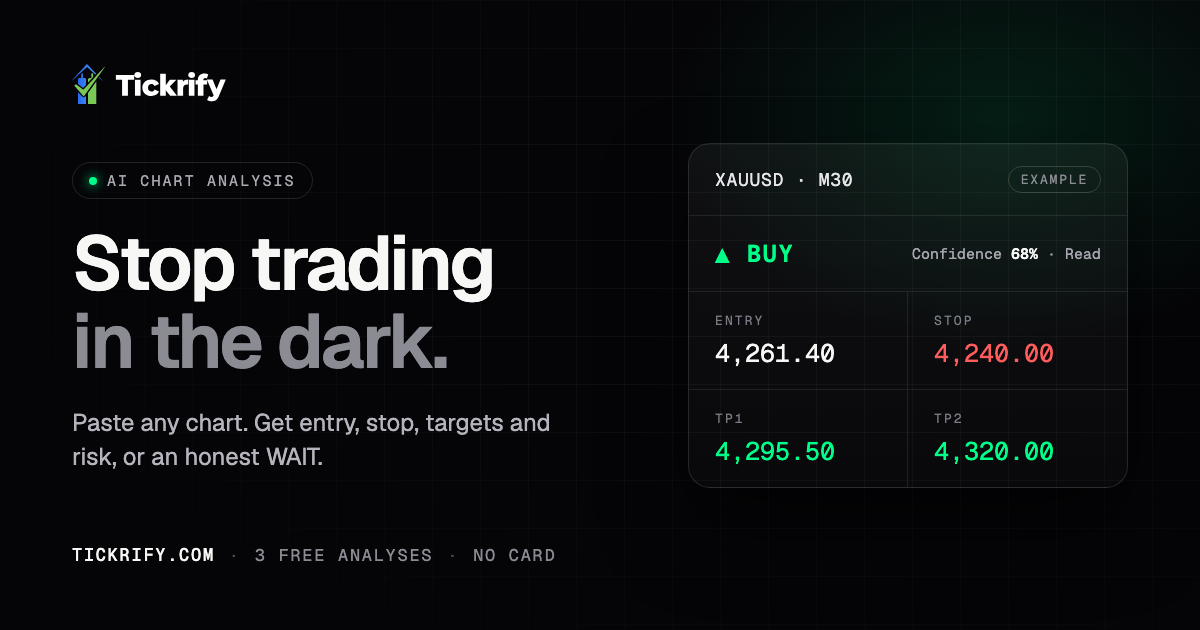 Tickrify
AI CHART ANALYSIS
Stop trading
in the dark.
Paste any chart. Get entry, stop, targets and
risk, or an honest WAIT.
TICKRIFY.COM · 3 FREE ANALYSES · NO CARD
XAUUSD · M30
EXAMPLE
▲ BUY
Confidence 68% · Read
ENTRY
4,261.40
STOP
4,240.00
TP1
4,295.50
TP2
4,320.00